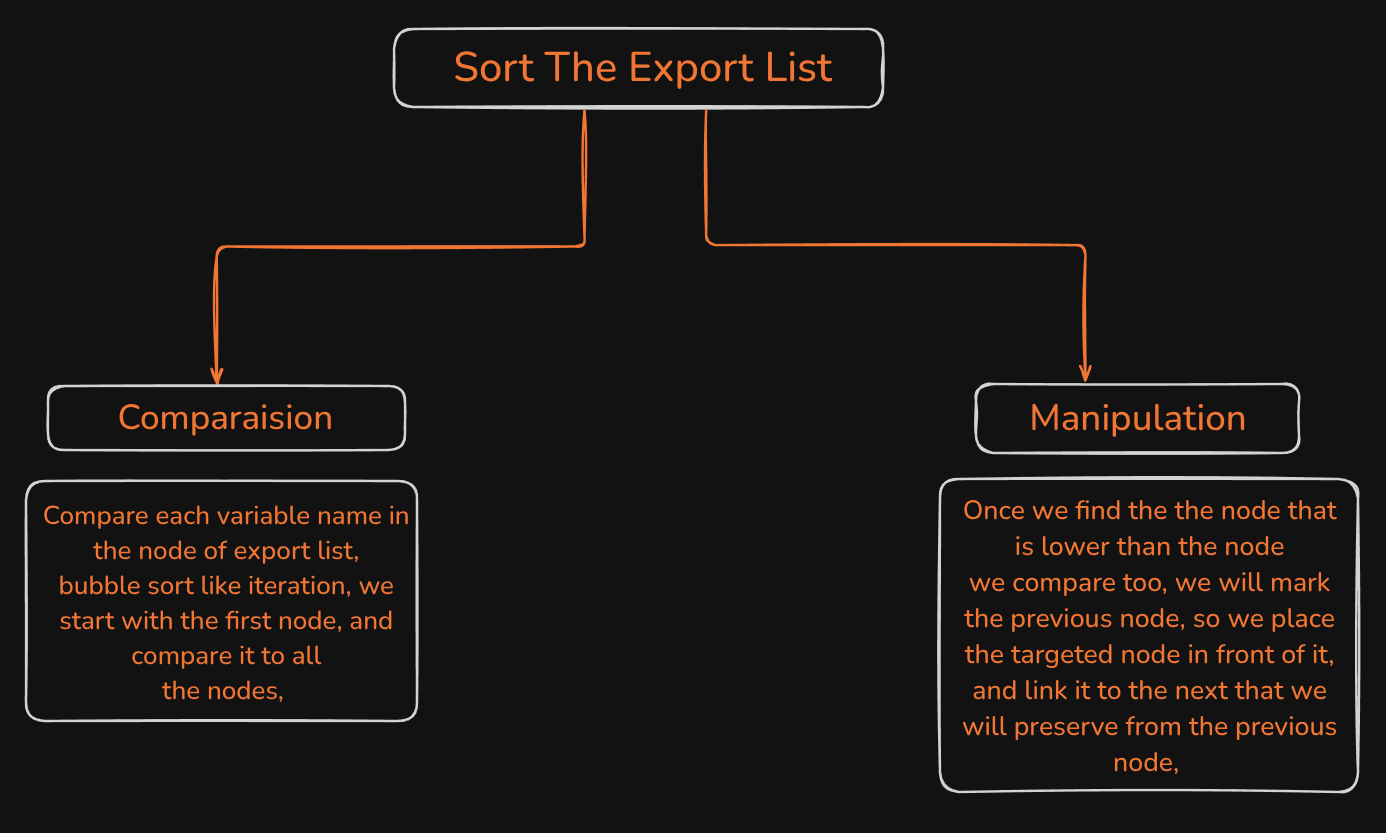 Sort The Export List
Comparaision
Compare each variable name in
the node of export list,
bubble sort like iteration, we
start with the first node, and
compare it to all
the nodes,
Manipulation
Once we find the the node that
is lower than the node
we compare too, we will mark
the previous node, so we place
the targeted node in front of it,
and link it to the next that we
will preserve from the previous
node,